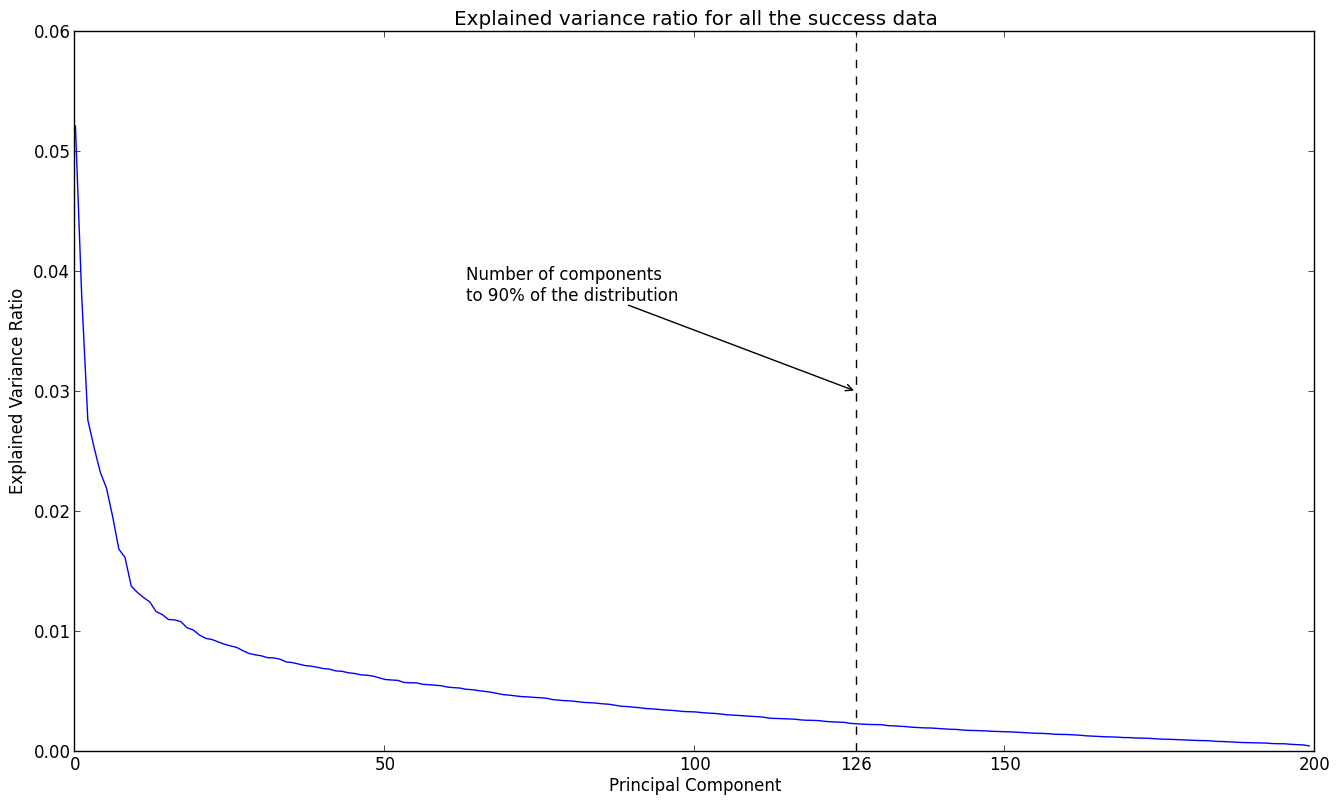 Explained variance ratio for all the success data
0.06
0.05
0.04
0.03
0.02
0.01
0.00
Explained Variance Ratio
Number of components
to 90% of the distribution
0 50 100 126 150 200
Principal Component